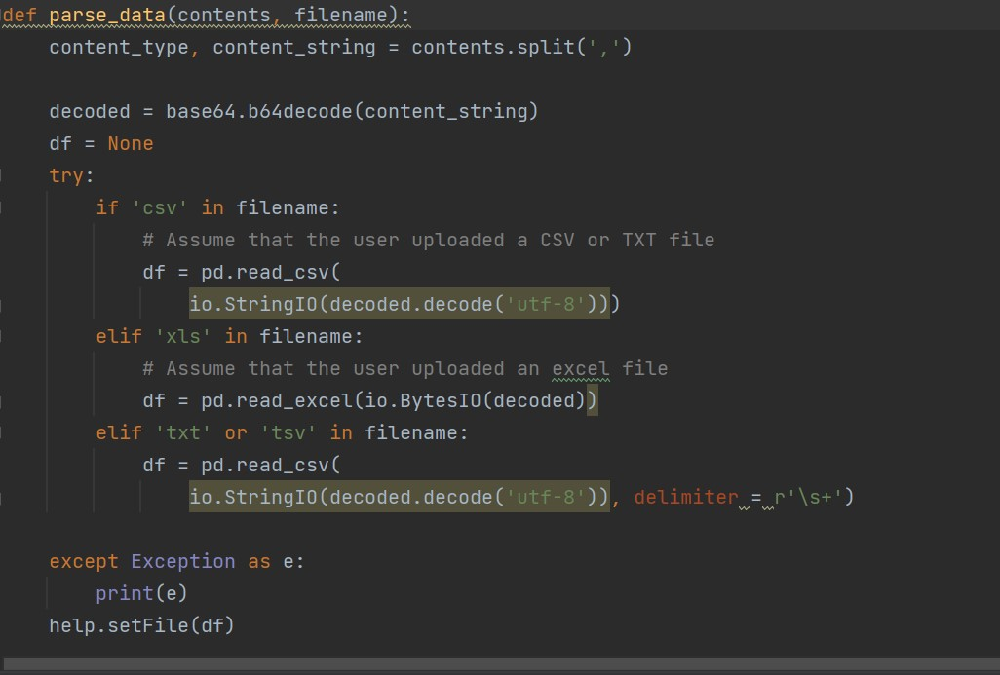 def parse_data(contents, filename):
    content_type, content_string = contents.split(',')
    decoded = base64.b64decode(content_string)
    df = None
    try:
        if 'csv' in filename:
            # Assume that the user uploaded a CSV or TXT file
            df = pd.read_csv(
                io.StringIO(decoded.decode('utf-8')))
        elif 'xls' in filename:
            # Assume that the user uploaded an excel file
            df = pd.read_excel(io.BytesIO(decoded))
        elif 'txt' or 'tsv' in filename:
            df = pd.read_csv(
                io.StringIO(decoded.decode('utf-8')), delimiter = r'\s+')
    except Exception as e:
        print(e)
    help.setFile(df)